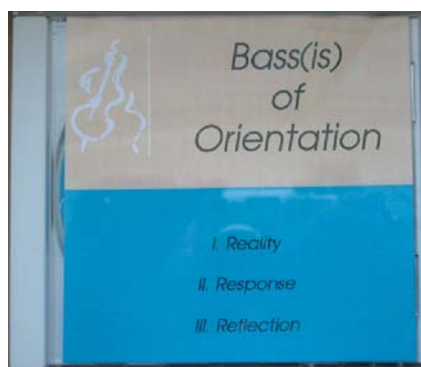 Bass(is)
of
Orientation
I. Reality
II. Response
III. Reflection